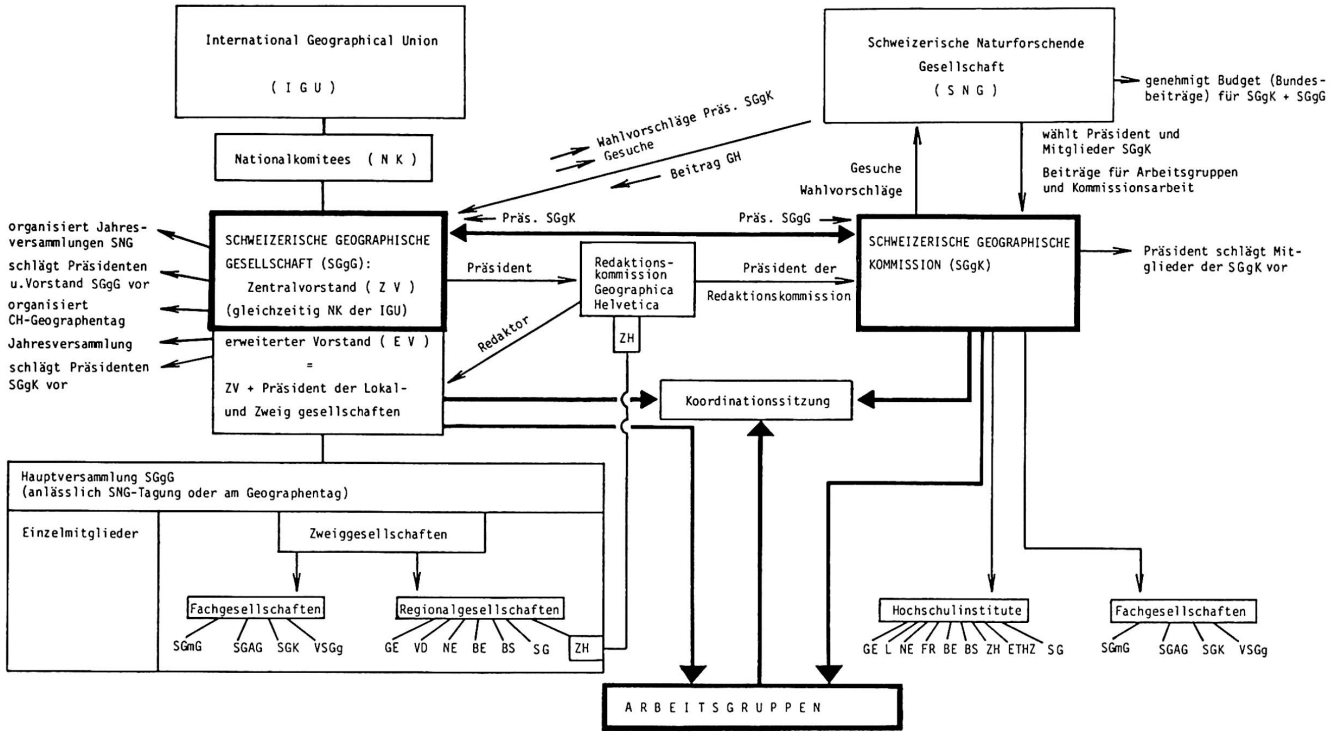 International Geographical Union
( I G U )
Schweizerische Naturforschende
Gesellschaft
( S N G )
genehmigt Budget (Bundes-
beiträge) für SGgK + SGgG
Nationalkomitees ( N K )
Wahlvorschläge Präs. SGgK
Gesuche
Beitrag GH
Gesuche
Wahlvorschläge
wählt Präsident und
Mitglieder SGgK
Beiträge für Arbeitsgruppen
und Kommissionsarbeit
organisiert Jahres-
versammlungen SNG
schlägt Präsidenten
u.Vorstand SGgG vor
organisiert
CH-Geographentag
Jahresversammlung
schlägt Präsidenten
SGgK vor
SCHWEIZERISCHE GEOGRAPHISCHE
GESELLSCHAFT (SGgG):
Zentralvorstand ( Z V )
(gleichzeitig NK der IGU)
erweiterter Vorstand ( E V )
=
ZV + Präsident der Lokal-
und Zweig gesellschaften
Präs. SGgK
Präs. SGgG
Präsident
Redaktions-
kommission
Geographica
Helvetica
ZH
Redaktor
Präsident der
Redaktionskommission
SCHWEIZERISCHE GEOGRAPHISCHE
KOMMISSION (SGgK)
Präsident schlägt Mit-
glieder der SGgK vor
Koordinationssitzung
Hauptversammlung SGgG
(anlässlich SNG-Tagung oder am Geographentag)
Einzelmitglieder
Zweiggesellschaften
Fachgesellschaften
SGmG SGAG SGK VSGg
Regionalgesellschaften
GE VD NE BE BS SG ZH
Hochschulinstitute
GE L NE FR BE BS ZH ETHZ SG
Fachgesellschaften
SGmG SGAG SGK VSGg
A R B E I T S G R U P P E N